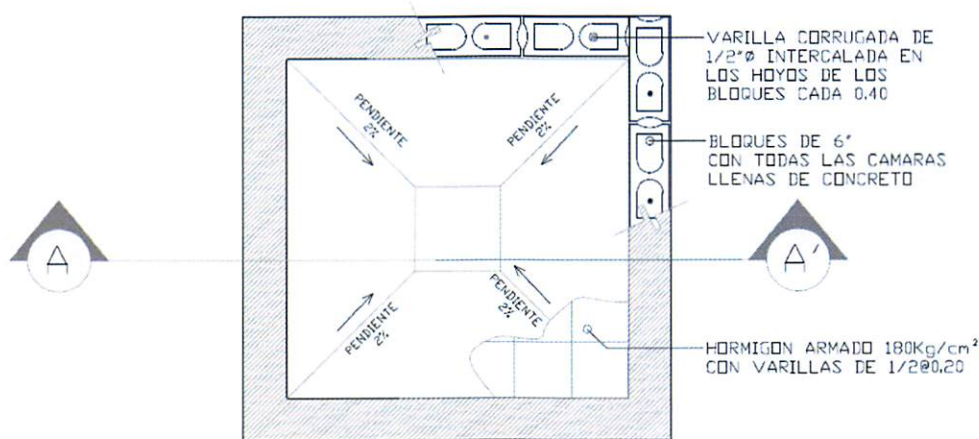 VARILLA CORRUGADA DE
1/2"Ø INTERCALADA EN
LOS HOYOS DE LOS
BLOQUES CADA 0.40
PENDIENTE
2%
PENDIENTE
2%
BLOQUES DE 6"
CON TODAS LAS CAMARAS
LLENAS DE CONCRETO
A
A'
PENDIENTE
2%
PENDIENTE
2%
HORMIGON ARMADO 180Kg/cm²
CON VARILLAS DE 1/2@0.20